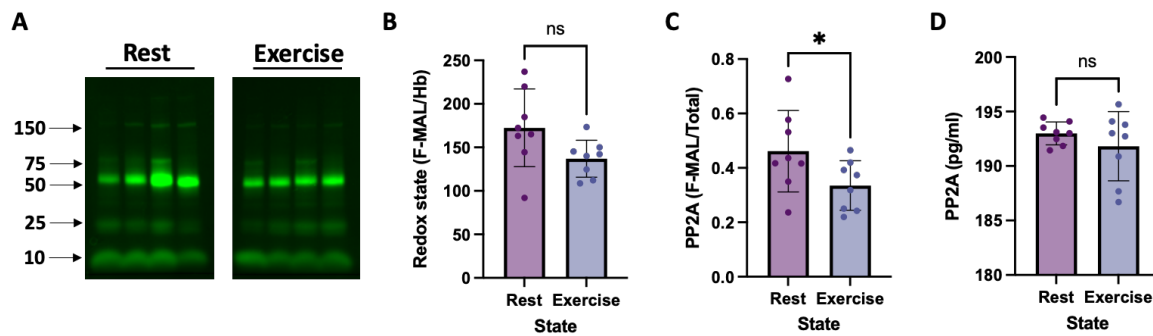 A
Rest Exercise
150
75
50
25
10
B
ns
Redox state (F-MAL/Hb)
250
200
150
100
50
0
Rest Exercise
State
C
*
PP2A (F-MAL/Total)
0.8
0.6
0.4
0.2
0.0
Rest Exercise
State
D
ns
PP2A (pg/ml)
200
195
190
185
180
Rest Exercise
State